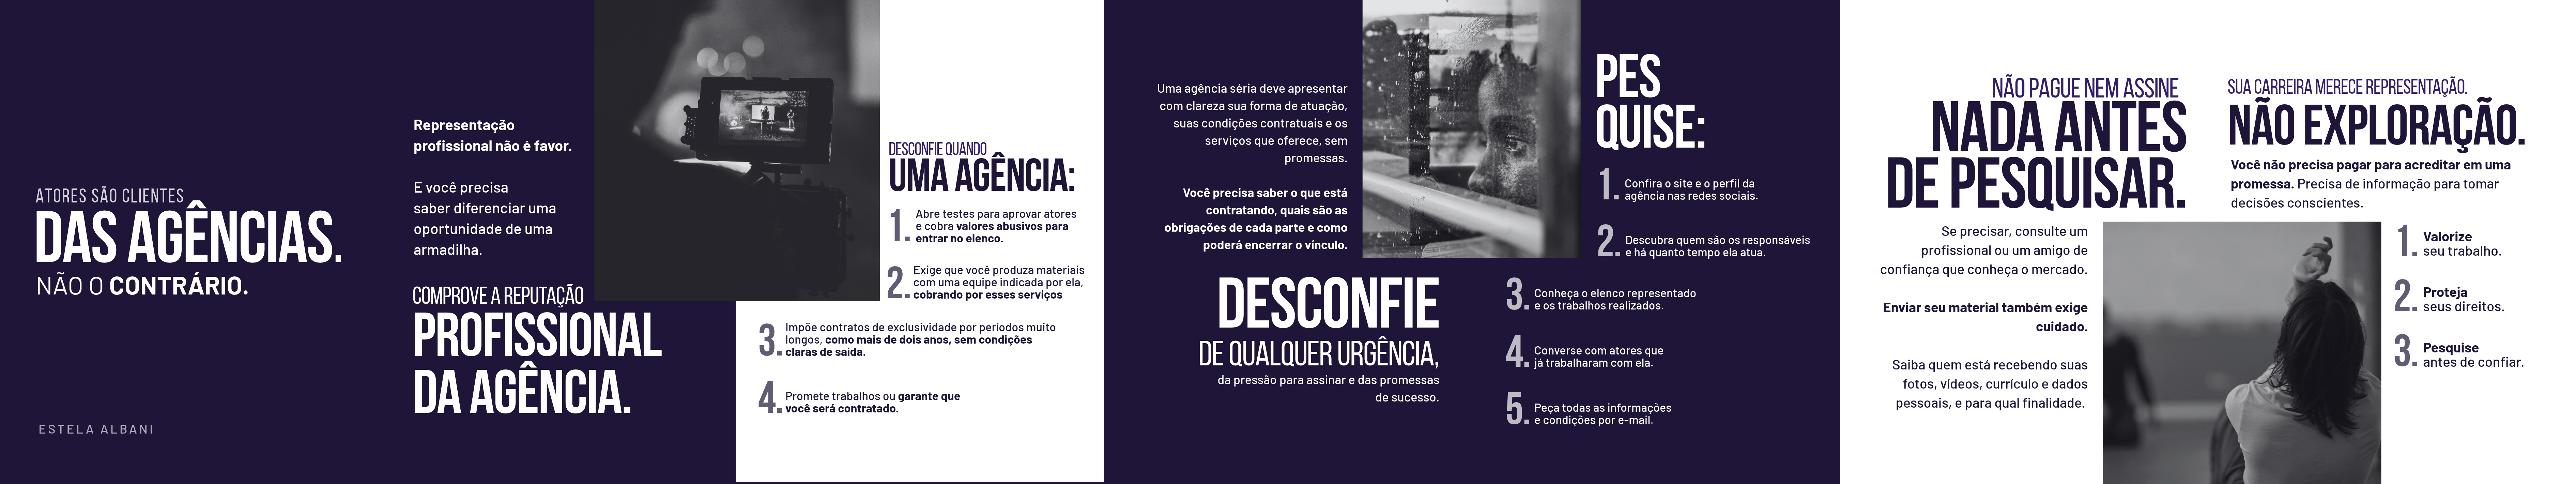 ATORES SÃO CLIENTES
DAS AGÊNCIAS.
NÃO O CONTRÁRIO.
ESTELA ALBANI
Representação
profissional não é favor.
E você precisa
saber diferenciar uma
oportunidade de uma
armadilha.
COMPROVE A REPUTAÇÃO
PROFISSIONAL
DA AGÊNCIA.
DESCONFIE QUANDO
UMA AGÊNCIA:
1. Abre testes para aprovar atores
e cobra valores abusivos para
entrar no elenco.
2. Exige que você produza materiais
com uma equipe indicada por ela,
cobrando por esses serviços
3. Impõe contratos de exclusividade por períodos muito
longos, como mais de dois anos, sem condições
claras de saída.
4. Promete trabalhos ou garante que
você será contratado.
Uma agência séria deve apresentar
com clareza sua forma de atuação,
suas condições contratuais e os
serviços que oferece, sem
promessas.
Você precisa saber o que está
contratando, quais são as
obrigações de cada parte e como
poderá encerrar o vínculo.
DESCONFIE
DE QUALQUER URGÊNCIA,
da pressão para assinar e das promessas
de sucesso.
PES
QUISE:
1. Confira o site e o perfil da
agência nas redes sociais.
2. Descubra quem são os responsáveis
e há quanto tempo ela atua.
3. Conheça o elenco representado
e os trabalhos realizados.
4. Converse com atores que
já trabalharam com ela.
5. Peça todas as informações
e condições por e-mail.
NÃO PAGUE NEM ASSINE
NADA ANTES
DE PESQUISAR.
Se precisar, consulte um
profissional ou um amigo de
confiança que conheça o mercado.
Enviar seu material também exige
cuidado.
Saiba quem está recebendo suas
fotos, vídeos, currículo e dados
pessoais, e para qual finalidade.
SUA CARREIRA MERECE REPRESENTAÇÃO.
NÃO EXPLORAÇÃO.
Você não precisa pagar para acreditar em uma
promessa. Precisa de informação para tomar
decisões conscientes.
1. Valorize
seu trabalho.
2. Proteja
seus direitos.
3. Pesquise
antes de confiar.